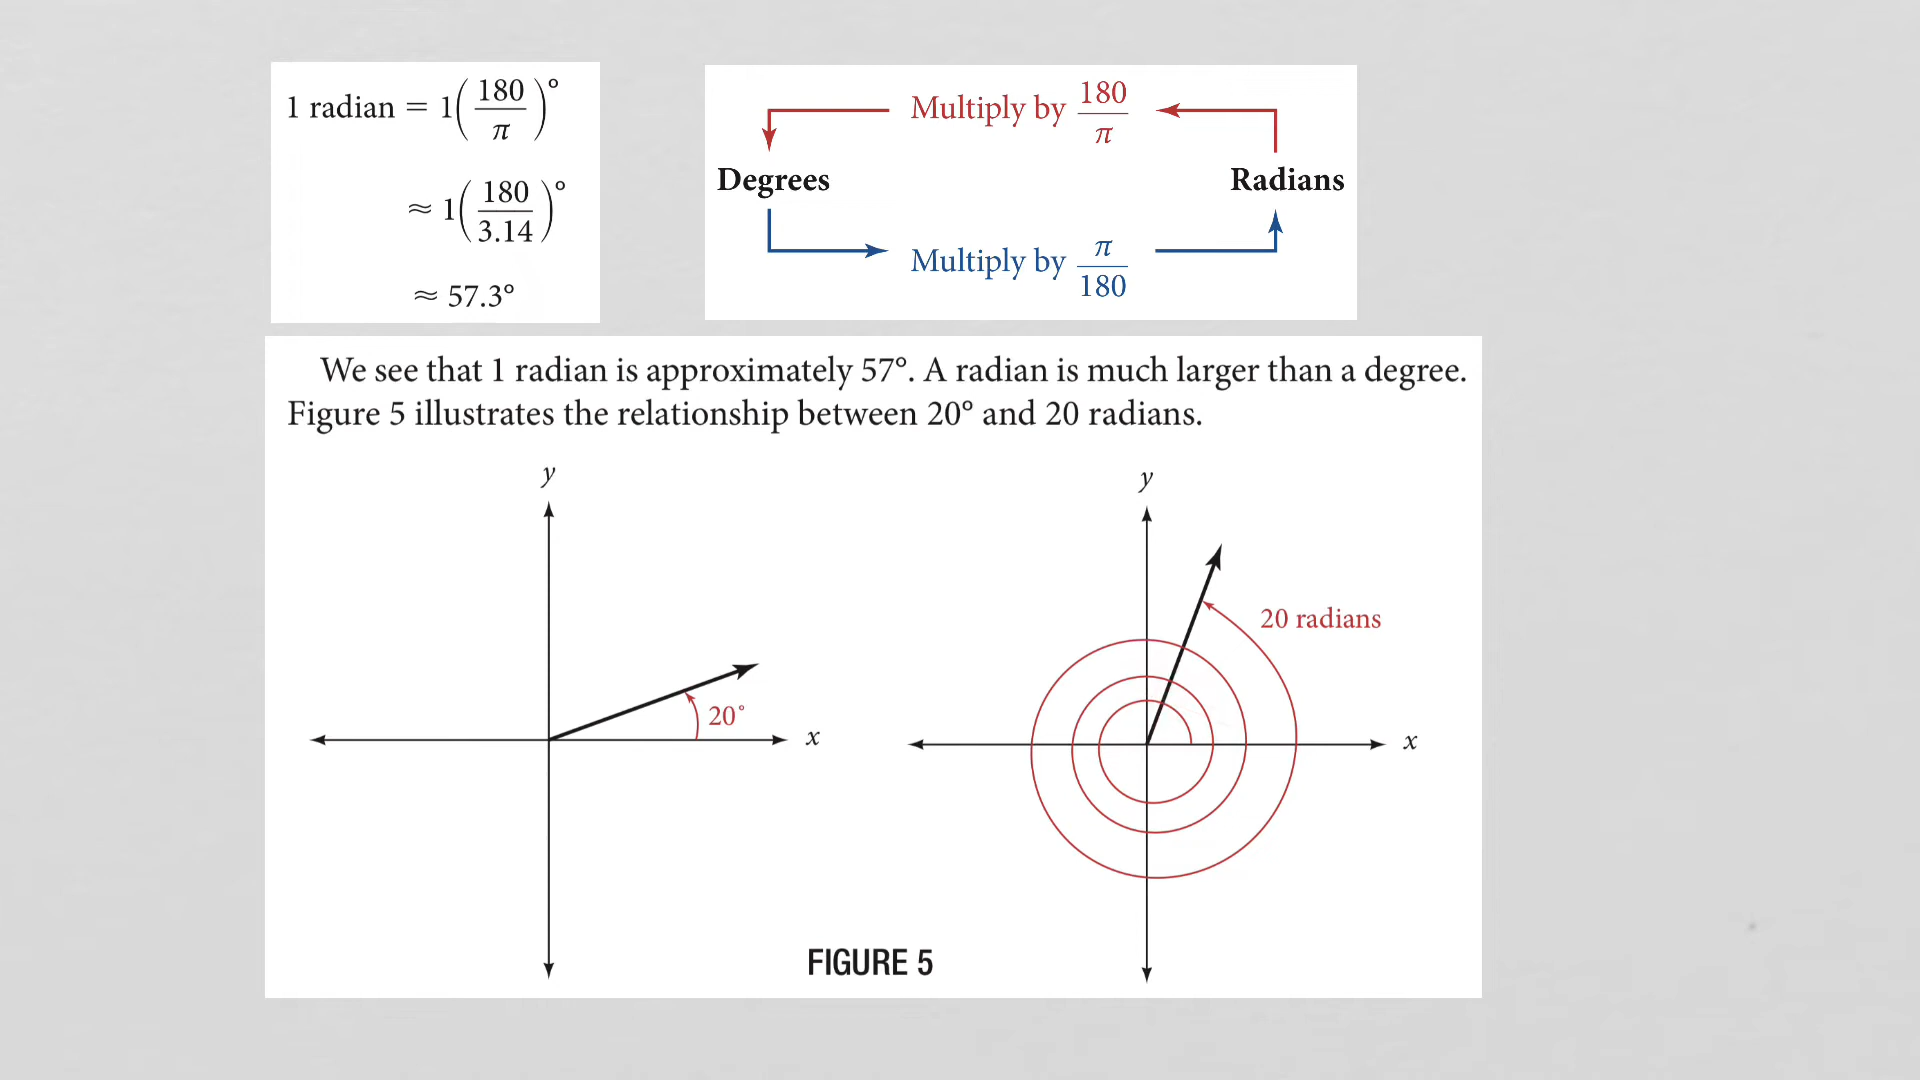 1 radian = 1(180/π)°
≈ 1(180/3.14)°
≈ 57.3°
Multiply by 180/π
Degrees Radians
Multiply by π/180
We see that 1 radian is approximately 57°. A radian is much larger than a degree.
Figure 5 illustrates the relationship between 20° and 20 radians.
y y
20 radians
20°
x x
FIGURE 5